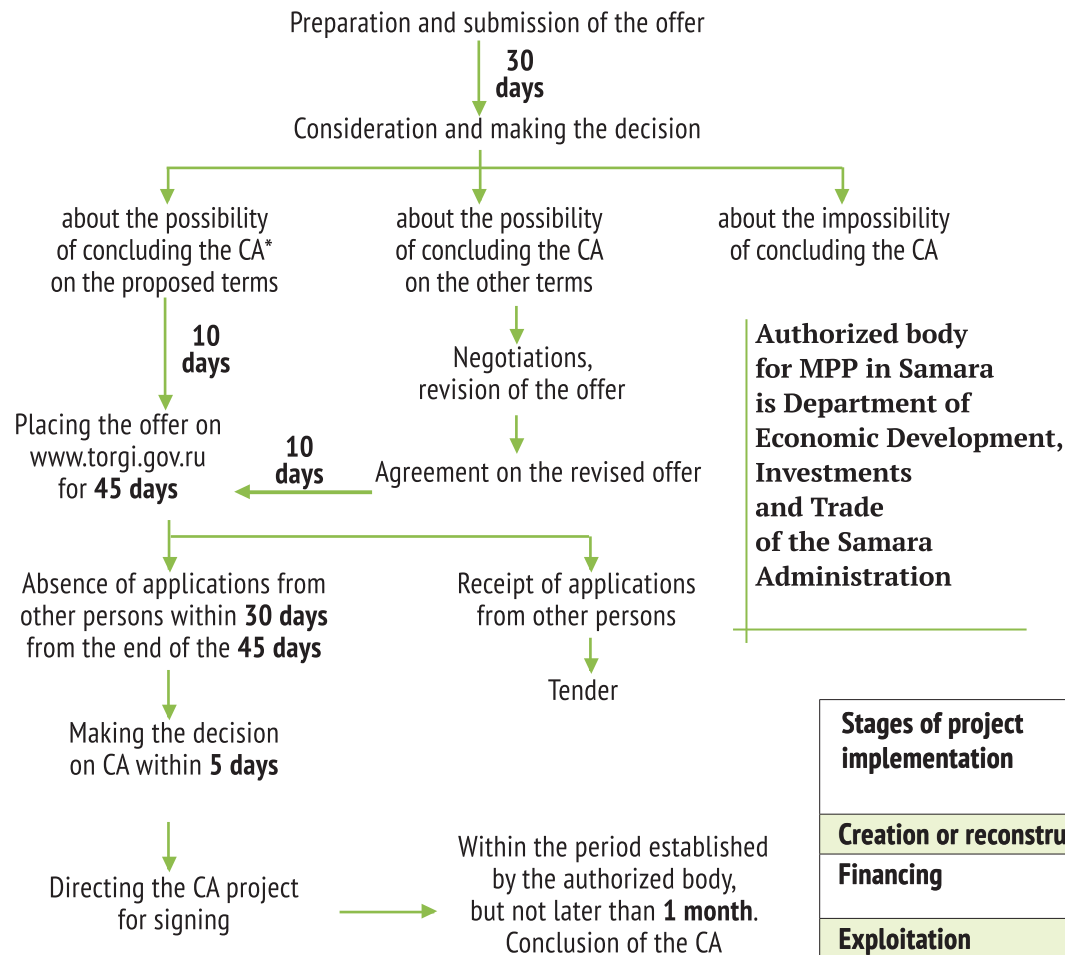 Preparation and submission of the offer
30
days
Consideration and making the decision
about the possibility
of concluding the CA*
on the proposed terms
about the possibility
of concluding the CA
on the other terms
about the impossibility
of concluding the CA
10
days
Negotiations,
revision of the offer
Authorized body
for MPP in Samara
is Department of
Economic Development,
Investments
and Trade
of the Samara
Administration
Placing the offer on
www.torgi.gov.ru
for 45 days
10
days
Agreement on the revised offer
Absence of applications from
other persons within 30 days
from the end of the 45 days
Receipt of applications
from other persons
Tender
Making the decision
on CA within 5 days
Directing the CA project
for signing
Within the period established
by the authorized body,
but not later than 1 month.
Conclusion of the CA
Stages of project
implementation
Creation or reconstru
Financing
Exploitation